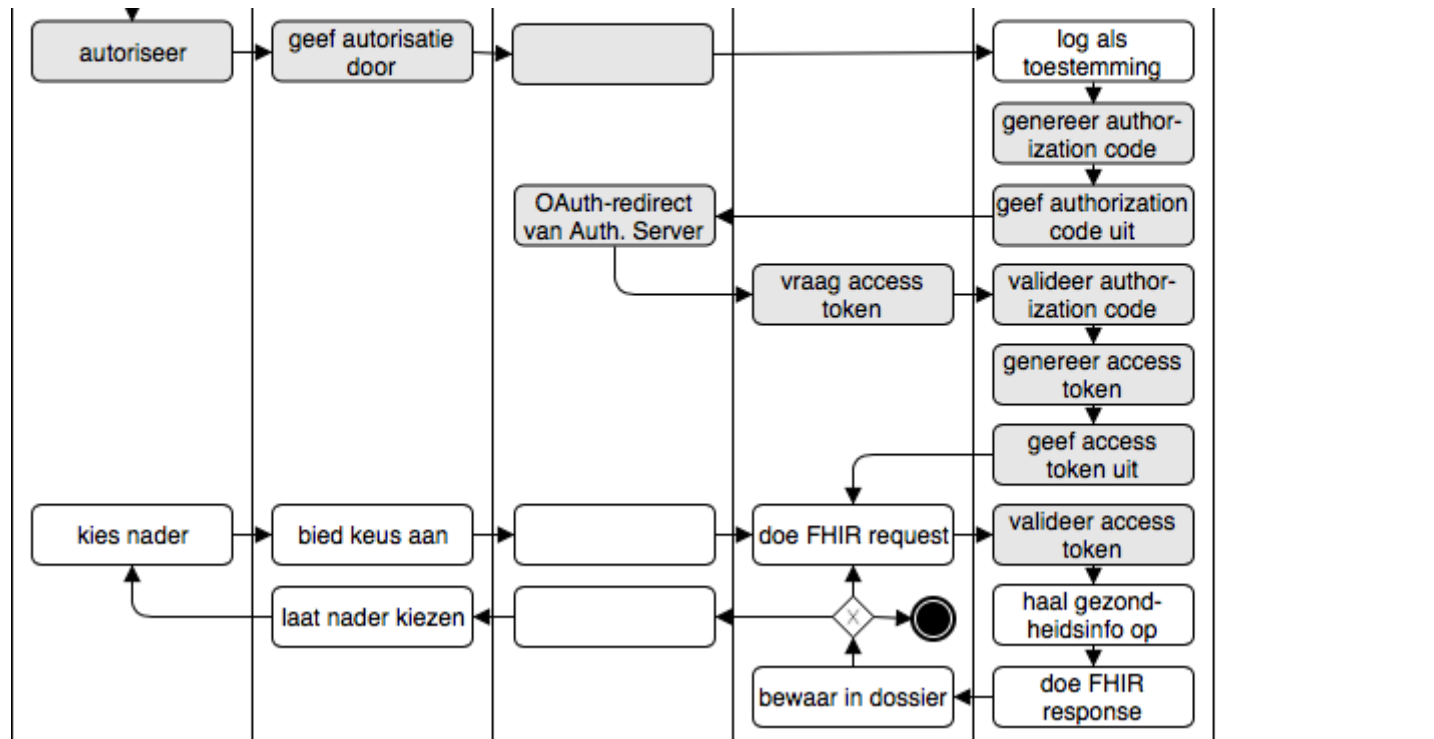 autoriseer
geef autorisatie
door
log als
toestemming
genereer author-
ization code
OAuth-redirect
van Auth. Server
geef authorization
code uit
vraag access
token
valideer author-
ization code
genereer access
token
geef access
token uit
kies nader
bied keus aan
doe FHIR request
valideer access
token
laat nader kiezen
X
haal gezond-
heidsinfo op
bewaar in dossier
doe FHIR
response